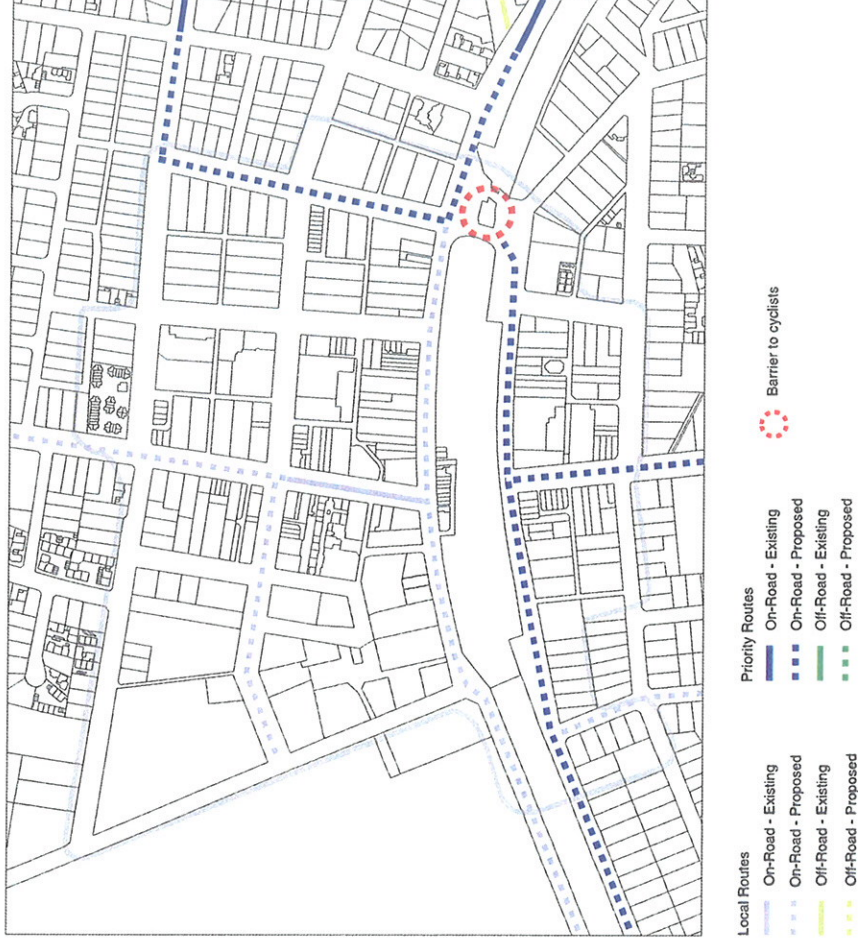 Local Routes
On-Road - Existing
On-Road - Proposed
Off-Road - Existing
Off-Road - Proposed
Priority Routes
On-Road - Existing
On-Road - Proposed
Off-Road - Existing
Off-Road - Proposed
Barrier to cyclists